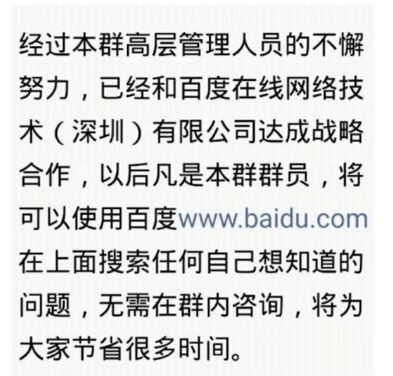 经过本群高层管理人员的不懈
努力，已经和百度在线网络技
术（深圳）有限公司达成战略
合作，以后凡是本群群员，将
可以使用百度www.baidu.com
在上面搜索任何自己想知道的
问题，无需在群内咨询，将为
大家节省很多时间。